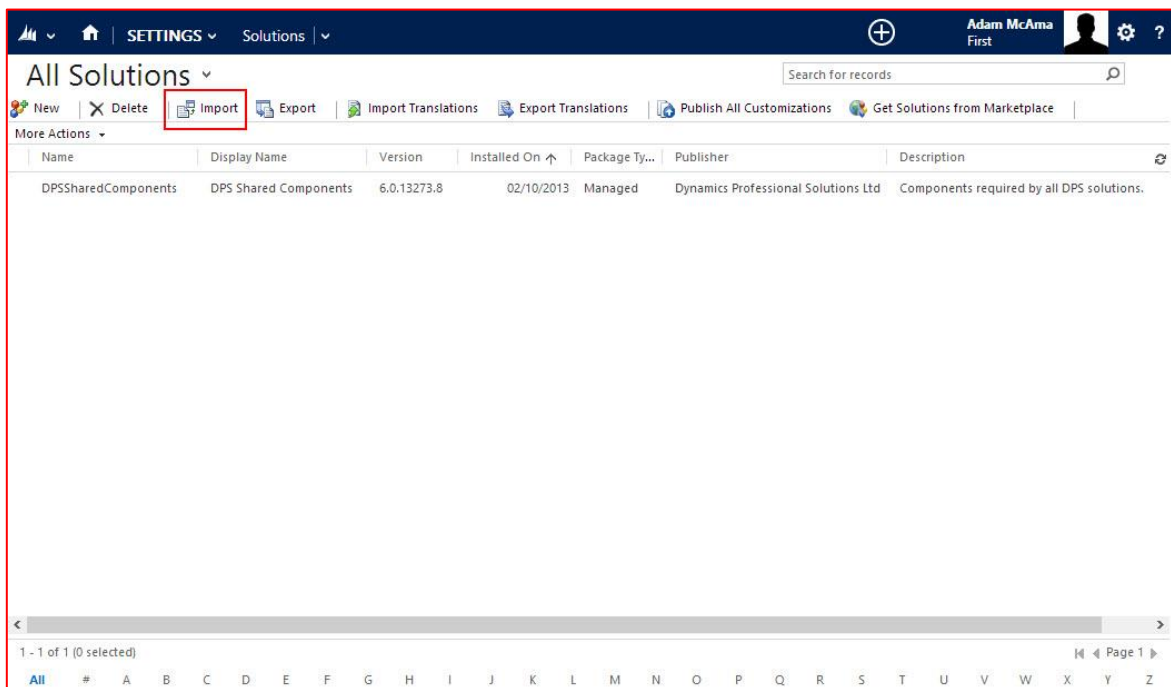 SETTINGS Solutions Adam McAma
First ?
All Solutions Search for records
New Delete Import Export Import Translations Export Translations Publish All Customizations Get Solutions from Marketplace
More Actions
Name Display Name Version Installed On Package Ty... Publisher Description
DPSSharedComponents DPS Shared Components 6.0.13273.8 02/10/2013 Managed Dynamics Professional Solutions Ltd Components required by all DPS solutions.
1 - 1 of 1 (0 selected) Page 1
All # A B C D E F G H I J K L M N O P Q R S T U V W X Y Z